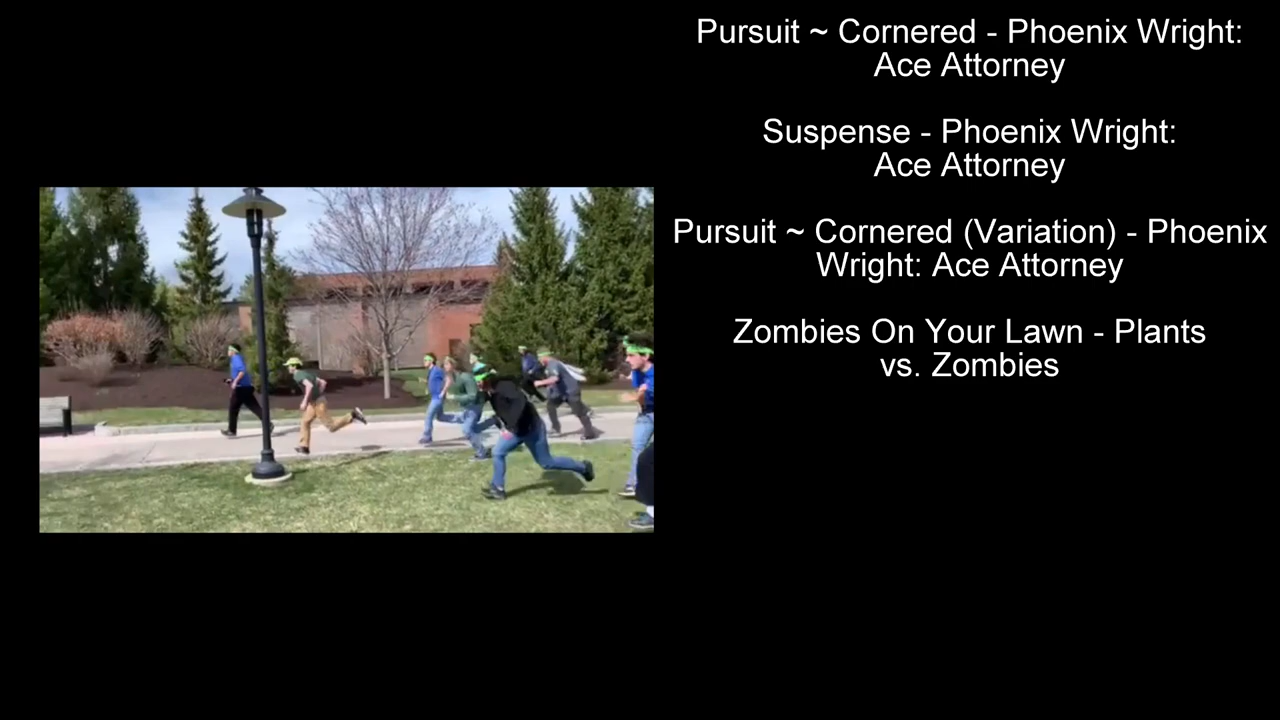 Pursuit ~ Cornered - Phoenix Wright:
Ace Attorney
Suspense - Phoenix Wright:
Ace Attorney
Pursuit ~ Cornered (Variation) - Phoenix
Wright: Ace Attorney
Zombies On Your Lawn - Plants
vs. Zombies